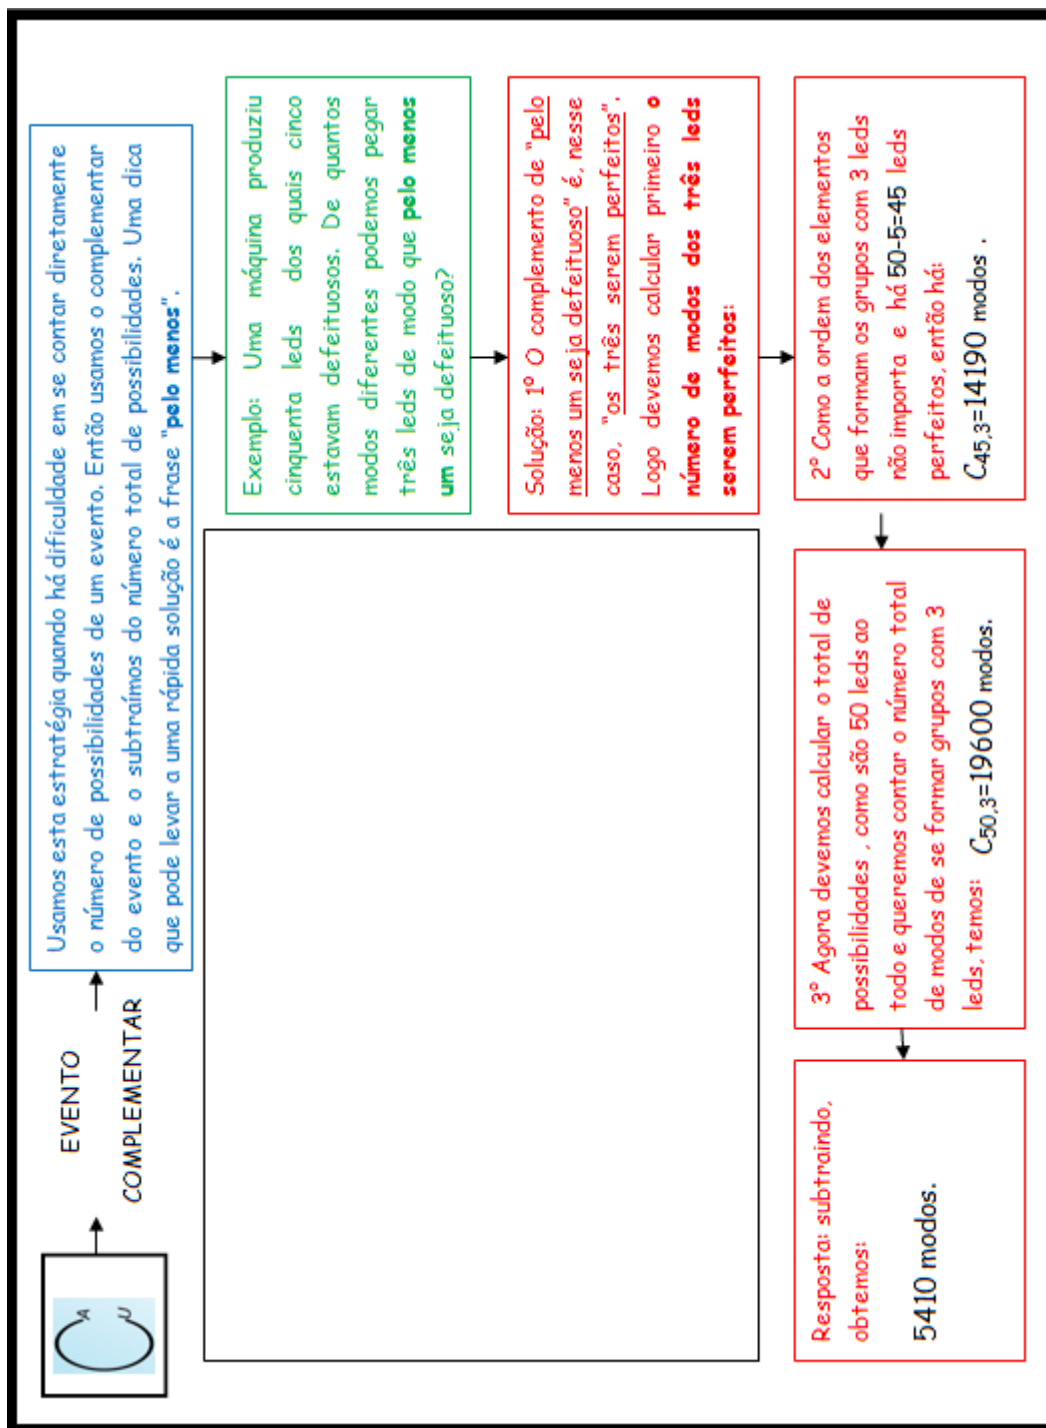 A
U
EVENTO
COMPLEMENTAR
Usamos esta estratégia quando há dificuldade em se contar diretamente
o número de possibilidades de um evento. Então usamos o complementar
do evento e o subtraímos do número total de possibilidades. Uma dica
que pode levar a uma rápida solução é a frase "pelo menos".
Exemplo: Uma máquina produziu
cinquenta leds dos quais cinco
estavam defeituosos. De quantos
modos diferentes podemos pegar
três leds de modo que pelo menos
um seja defeituoso?
Solução: 1º O complemento de "pelo
menos um seja defeituoso" é, nesse
caso, "os três serem perfeitos".
Logo devemos calcular primeiro o
número de modos dos três leds
serem perfeitos:
2º Como a ordem dos elementos
que formam os grupos com 3 leds
não importa e há 50-5=45 leds
perfeitos, então há:
C45,3=14190 modos .
3º Agora devemos calcular o total de
possibilidades , como são 50 leds ao
todo e queremos contar o número total
de modos de se formar grupos com 3
leds, temos: C50,3=19600 modos.
Resposta: subtraindo,
obtemos:
5410 modos.